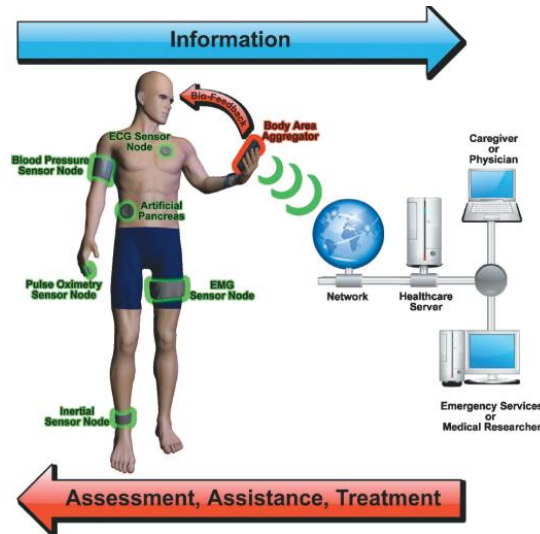 Information
Bio-Feedback
Body Area
Aggregator
ECG Sensor
Node
Blood Pressure
Sensor Node
Artificial
Pancreas
Pulse Oximetry
Sensor Node
EMG
Sensor Node
Inertial
Sensor Node
Caregiver
or
Physician
Network
Healthcare
Server
Emergency Services
or
Medical Researcher
Assessment, Assistance, Treatment